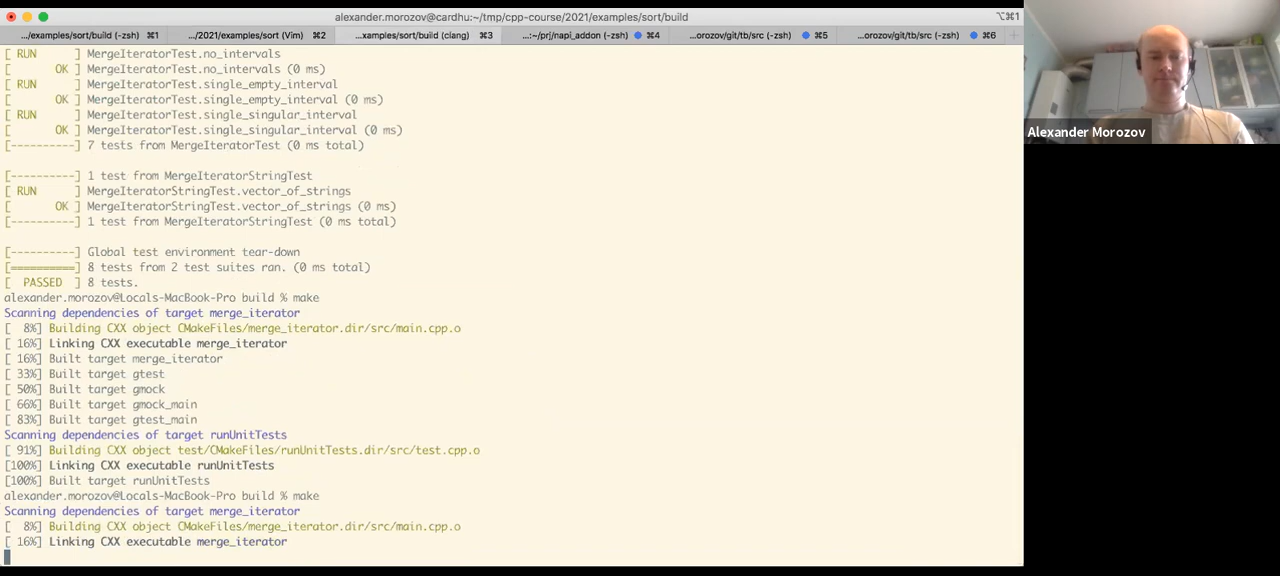 alexander.morozov@cardhu:~/tmp/cpp-course/2021/examples/sort/build
⌥⌘1
.../examples/sort/build (-zsh) ⌘1
.../2021/examples/sort (Vim) ⌘2
...xamples/sort/build (clang) ⌘3
...:~/prj/napi_addon (-zsh) ⌘4
...orozov/git/tb/src (-zsh) ⌘5
...orozov/git/tb/src (-zsh) ⌘6
[ RUN      ] MergeIteratorTest.no_intervals
[       OK ] MergeIteratorTest.no_intervals (0 ms)
[ RUN      ] MergeIteratorTest.single_empty_interval
[       OK ] MergeIteratorTest.single_empty_interval (0 ms)
[ RUN      ] MergeIteratorTest.single_singular_interval
[       OK ] MergeIteratorTest.single_singular_interval (0 ms)
[----------] 7 tests from MergeIteratorTest (0 ms total)
[----------] 1 test from MergeIteratorStringTest
[ RUN      ] MergeIteratorStringTest.vector_of_strings
[       OK ] MergeIteratorStringTest.vector_of_strings (0 ms)
[----------] 1 test from MergeIteratorStringTest (0 ms total)
[----------] Global test environment tear-down
[==========] 8 tests from 2 test suites ran. (0 ms total)
[  PASSED  ] 8 tests.
alexander.morozov@Locals-MacBook-Pro build % make
Scanning dependencies of target merge_iterator
[  8%] Building CXX object CMakeFiles/merge_iterator.dir/src/main.cpp.o
[ 16%] Linking CXX executable merge_iterator
[ 16%] Built target merge_iterator
[ 33%] Built target gtest
[ 50%] Built target gmock
[ 66%] Built target gmock_main
[ 83%] Built target gtest_main
Scanning dependencies of target runUnitTests
[ 91%] Building CXX object test/CMakeFiles/runUnitTests.dir/src/test.cpp.o
[100%] Linking CXX executable runUnitTests
[100%] Built target runUnitTests
alexander.morozov@Locals-MacBook-Pro build % make
Scanning dependencies of target merge_iterator
[  8%] Building CXX object CMakeFiles/merge_iterator.dir/src/main.cpp.o
[ 16%] Linking CXX executable merge_iterator
Alexander Morozov